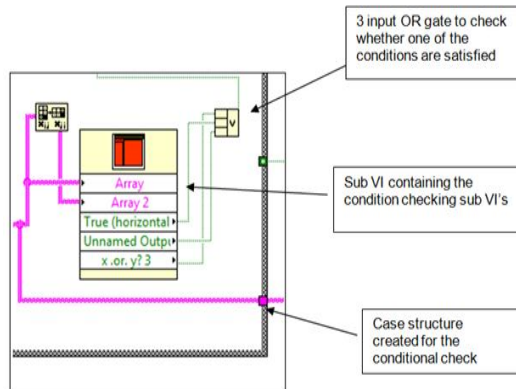 3 input OR gate to check
whether one of the
conditions are satisfied
Array
Array 2
True (horizontal
Unnamed Outpu
x .or. y? 3
Sub VI containing the
condition checking sub VI's
Case structure
created for the
conditional check